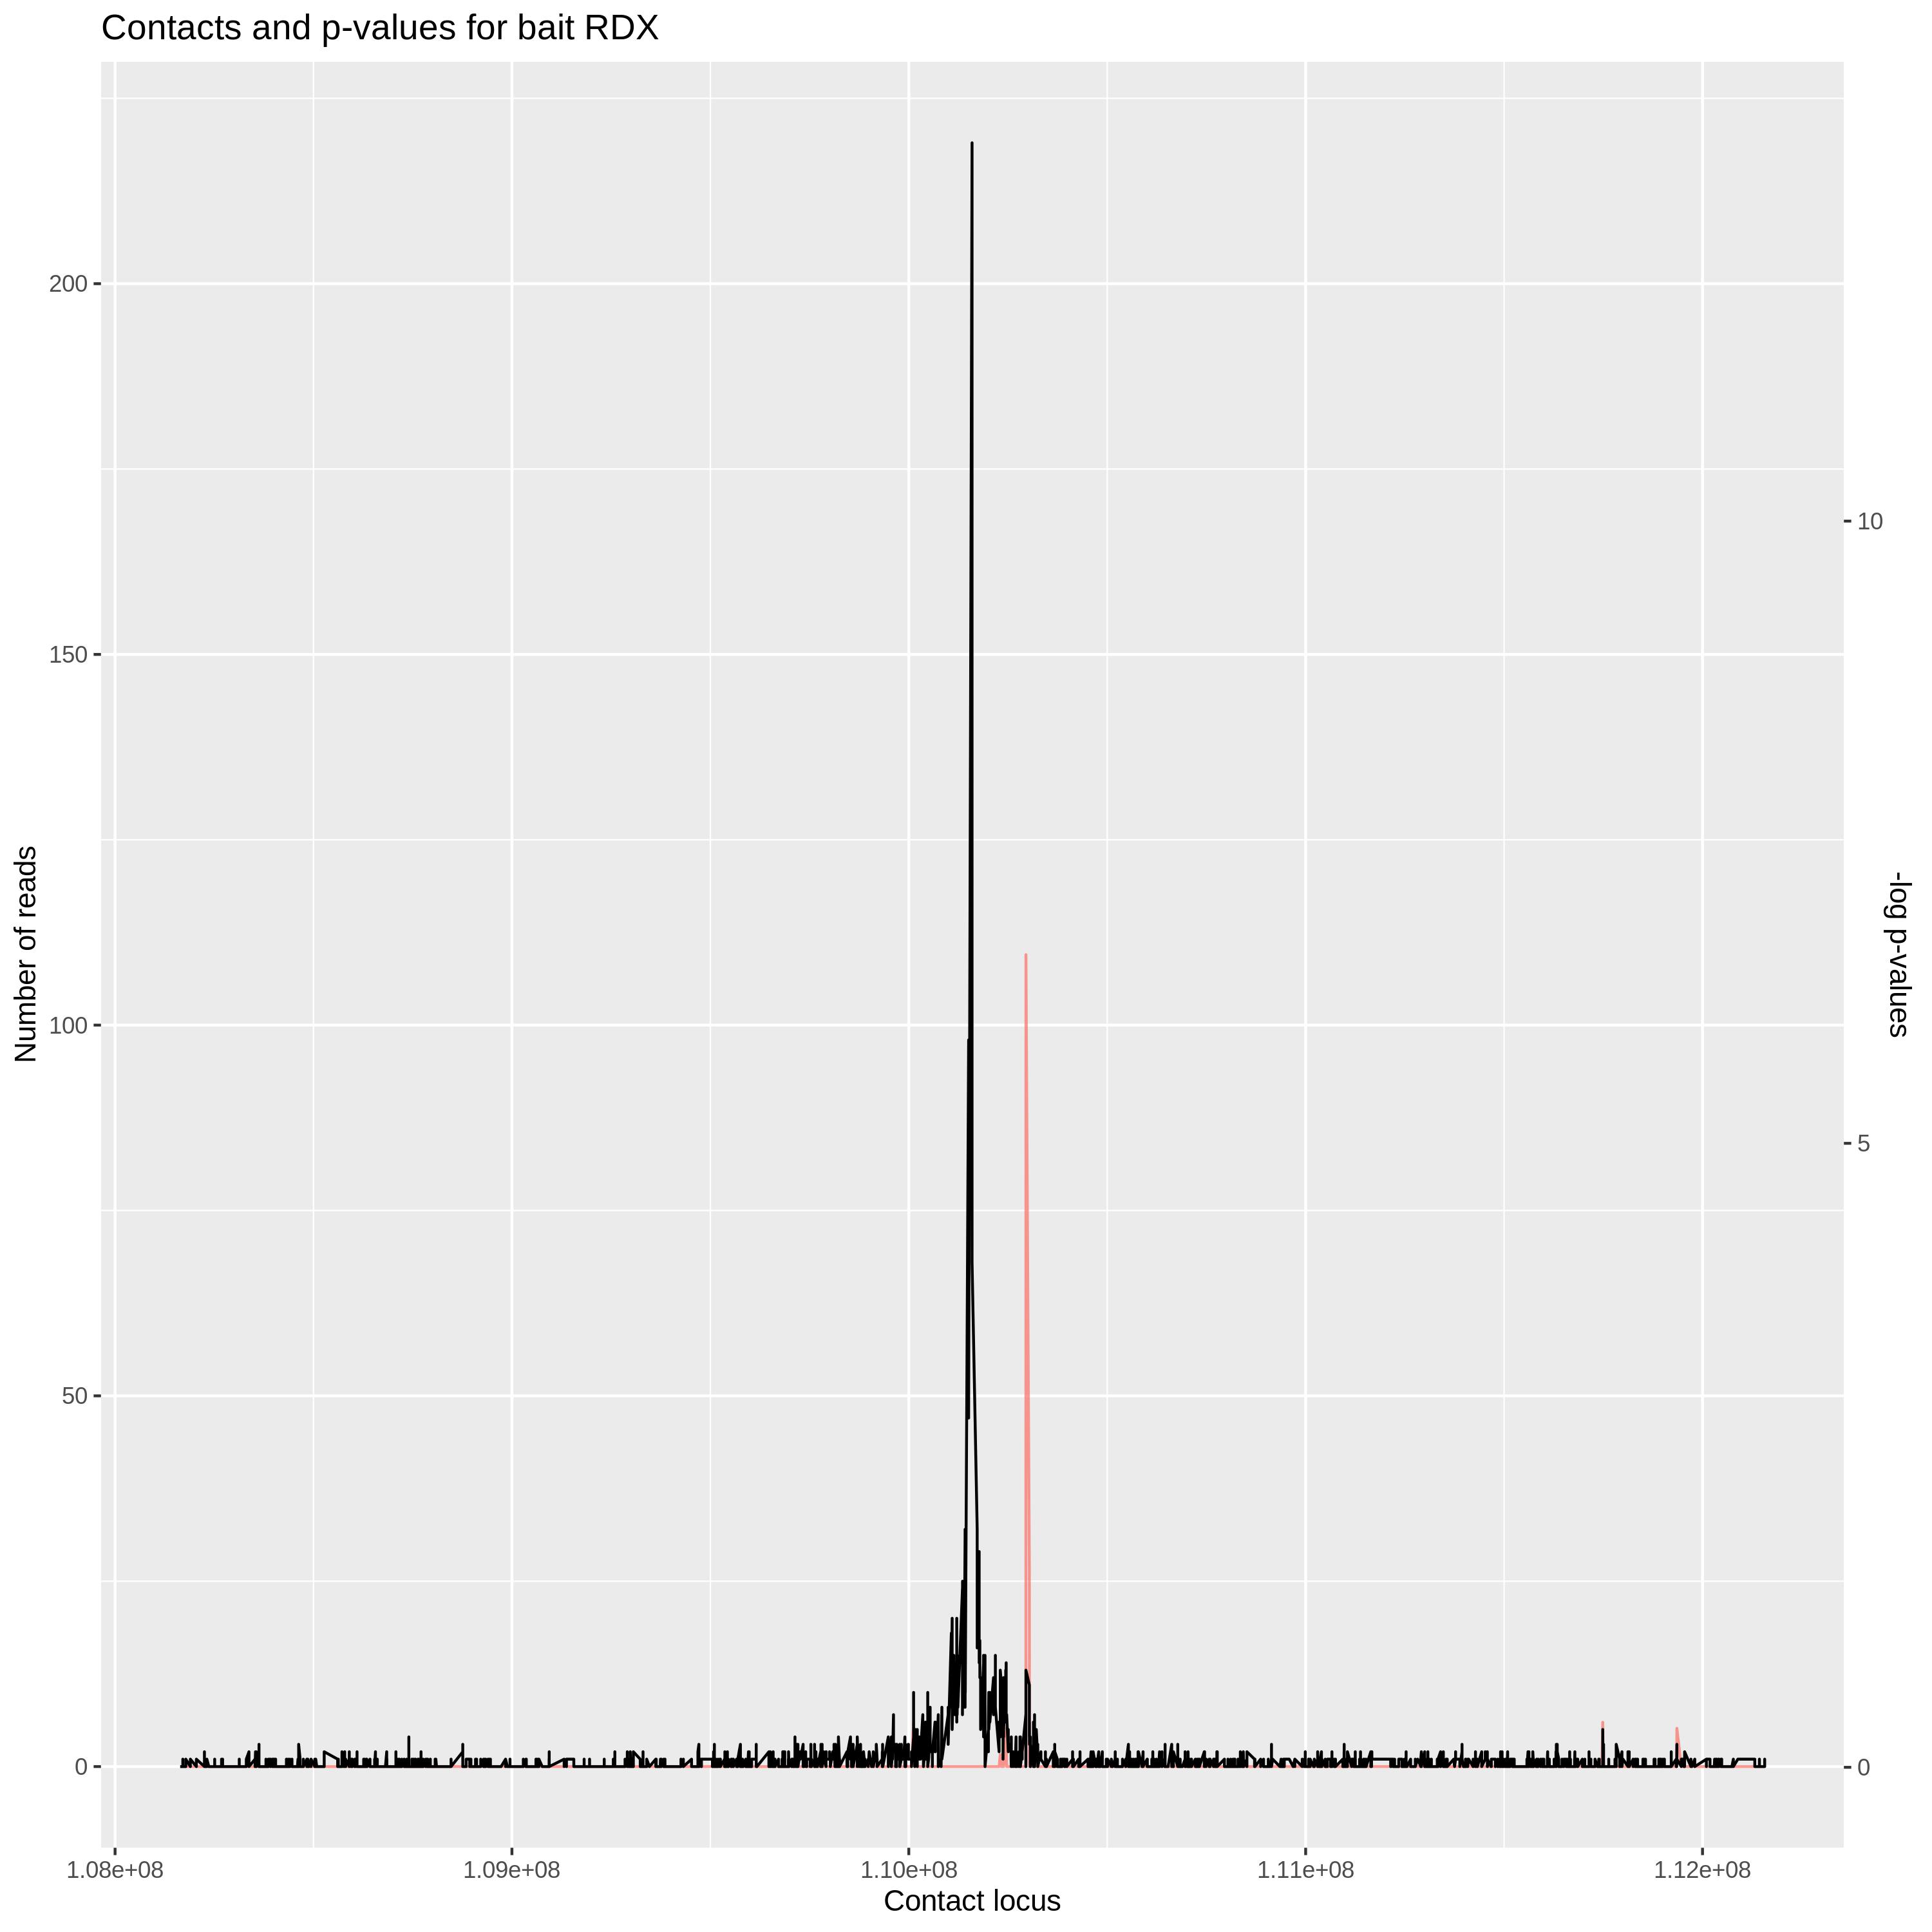 Contacts and p-values for bait RDX
200
150
100
50
0
Number of reads
10
5
0
-log p-values
1.08e+08
1.09e+08
1.10e+08
1.11e+08
1.12e+08
Contact locus